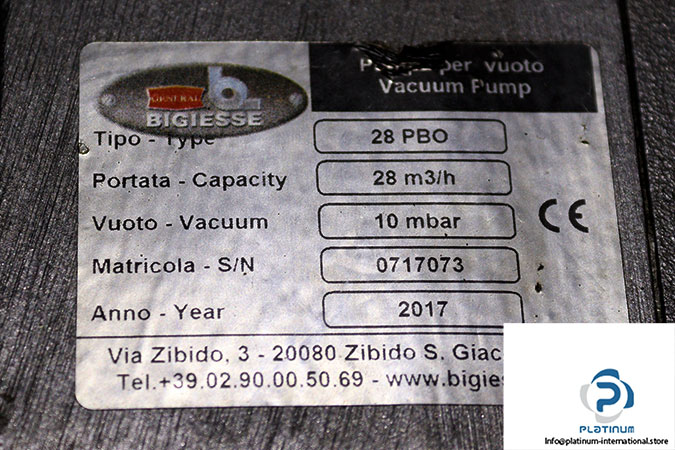 GENERAL b
BIGIESSE
per vuoto
Vacuum Pump
Tipo - Type 28 PBO
Portata - Capacity 28 m3/h
Vuoto - Vacuum 10 mbar
CE
Matricola - S/N 0717073
Anno - Year 2017
Via Zibido, 3 - 20080 Zibido S. Giac
Tel.+39.02.90.00.50.69 - www.bigies
PLATINUM
Info@platinum-international.store